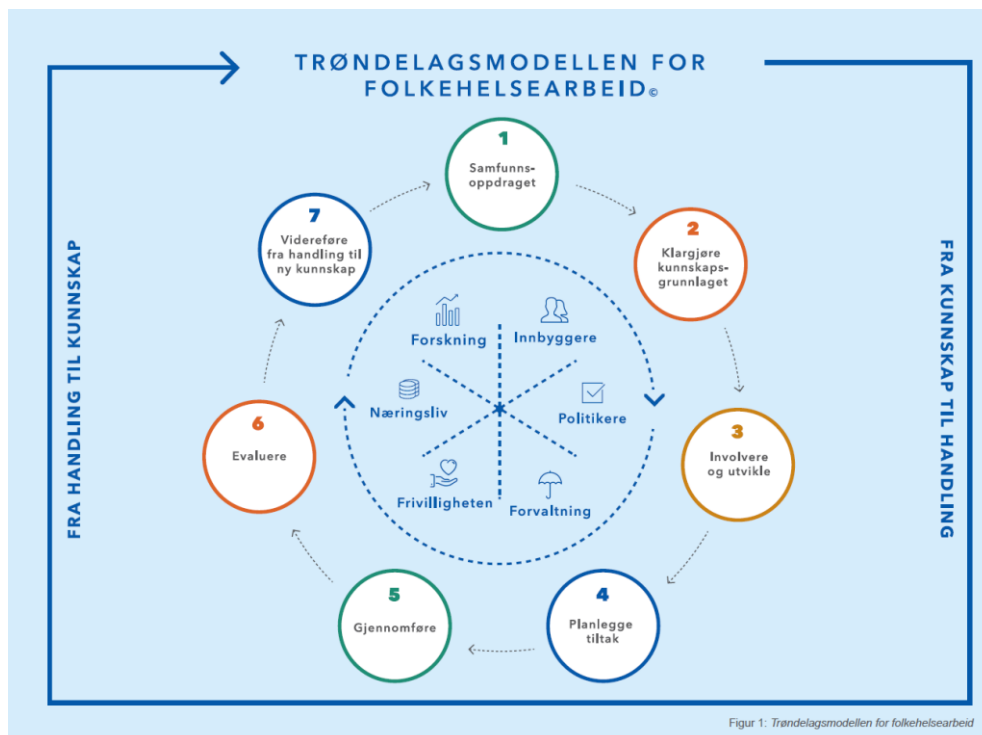 TRØNDELAGSMODELLEN FOR
FOLKEHELSEARBEID©
1
Samfunns-
oppdraget
2
Klargjøre
kunnskaps-
grunnlaget
3
Involvere
og utvikle
4
Planlegge
tiltak
5
Gjennomføre
6
Evaluere
7
Videreføre
fra handling til
ny kunnskap
Forskning
Innbyggere
Næringsliv
Politikere
Frivilligheten
Forvaltning
FRA HANDLING TIL KUNNSKAP
FRA KUNNSKAP TIL HANDLING
Figur 1: Trøndelagsmodellen for folkehelsearbeid